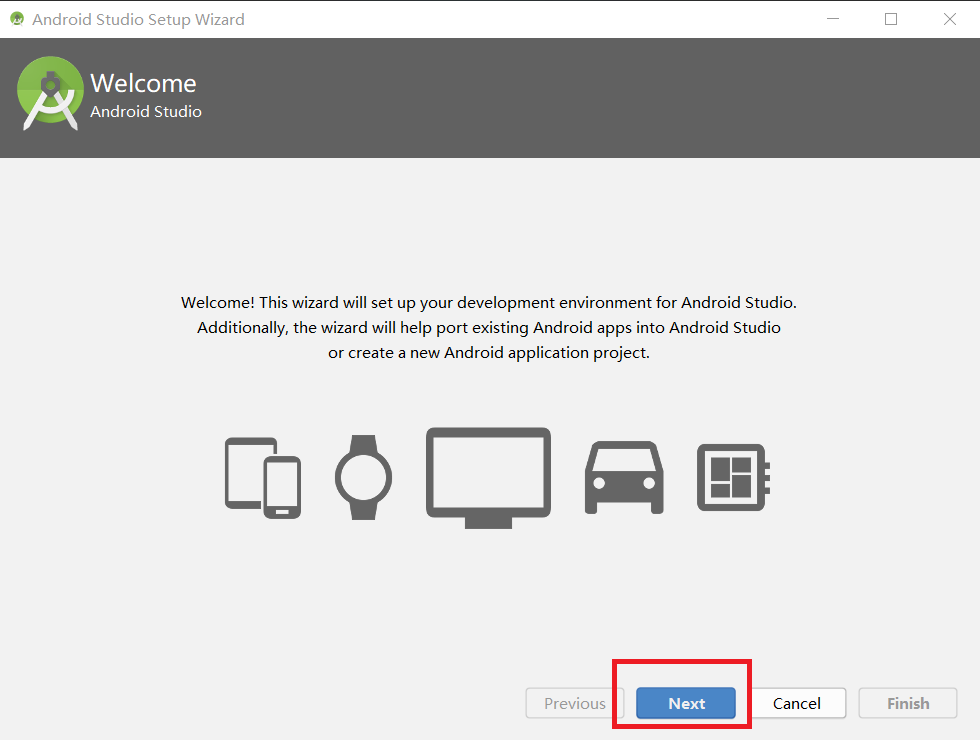 Android Studio Setup Wizard
Welcome
Android Studio
Welcome! This wizard will set up your development environment for Android Studio.
Additionally, the wizard will help port existing Android apps into Android Studio
or create a new Android application project.
Previous Next Cancel Finish